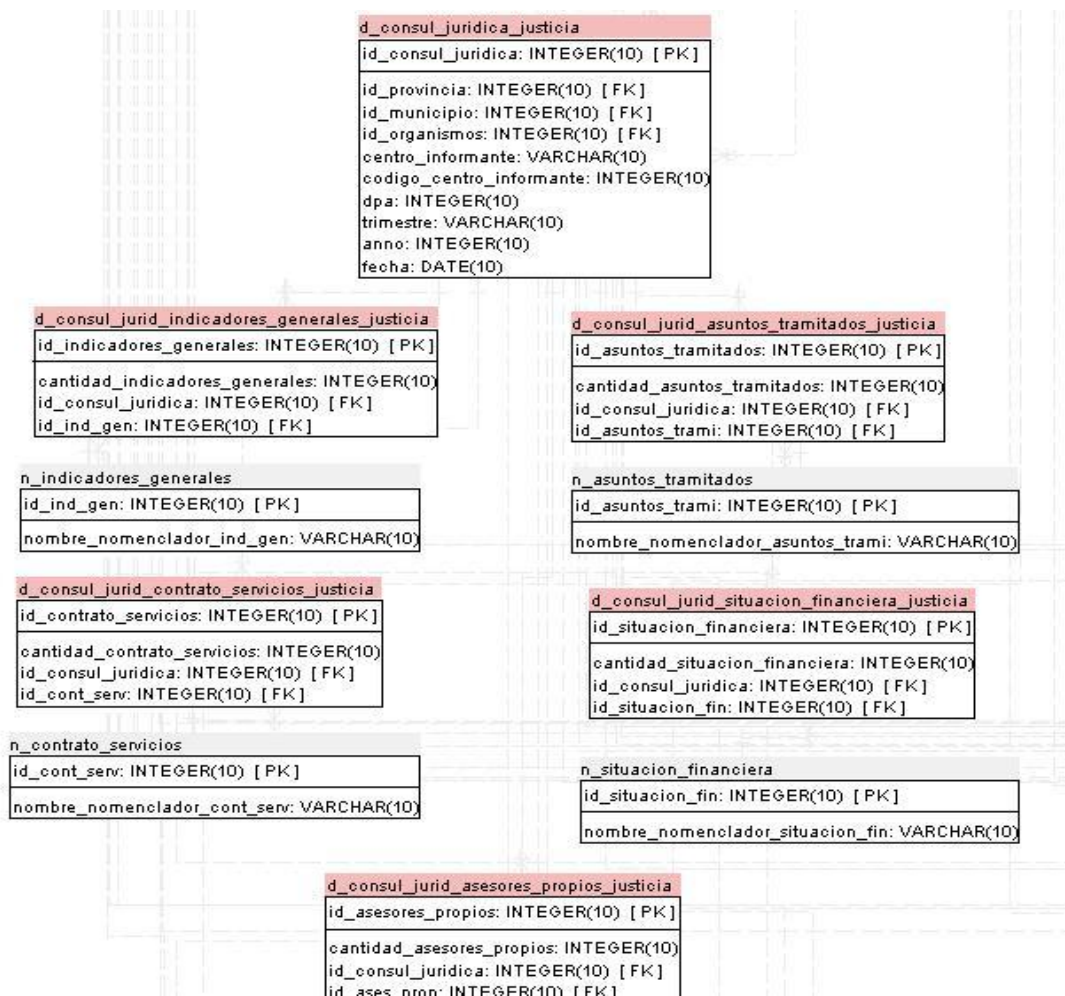 d_consul_juridica_justicia
id_consul_juridica: INTEGER(10) [ PK ]
id_provincia: INTEGER(10) [ FK ]
id_municipio: INTEGER(10) [ FK ]
id_organismos: INTEGER(10) [ FK ]
centro_informante: VARCHAR(10)
codigo_centro_informante: INTEGER(10)
dpa: INTEGER(10)
trimestre: VARCHAR(10)
anno: INTEGER(10)
fecha: DATE(10)
d_consul_jurid_indicadores_generales_justicia
id_indicadores_generales: INTEGER(10) [ PK ]
cantidad_indicadores_generales: INTEGER(10)
id_consul_juridica: INTEGER(10) [ FK ]
id_ind_gen: INTEGER(10) [ FK ]
d_consul_jurid_asuntos_tramitados_justicia
id_asuntos_tramitados: INTEGER(10) [ PK ]
cantidad_asuntos_tramitados: INTEGER(10)
id_consul_juridica: INTEGER(10) [ FK ]
id_asuntos_trami: INTEGER(10) [ FK ]
n_indicadores_generales
id_ind_gen: INTEGER(10) [ PK ]
nombre_nomenclador_ind_gen: VARCHAR(10)
n_asuntos_tramitados
id_asuntos_trami: INTEGER(10) [ PK ]
nombre_nomenclador_asuntos_trami: VARCHAR(10)
d_consul_jurid_contrato_servicios_justicia
id_contrato_servicios: INTEGER(10) [ PK ]
cantidad_contrato_servicios: INTEGER(10)
id_consul_juridica: INTEGER(10) [ FK ]
id_cont_serv: INTEGER(10) [ FK ]
d_consul_jurid_situacion_financiera_justicia
id_situacion_financiera: INTEGER(10) [ PK ]
cantidad_situacion_financiera: INTEGER(10)
id_consul_juridica: INTEGER(10) [ FK ]
id_situacion_fin: INTEGER(10) [ FK ]
n_contrato_servicios
id_cont_serv: INTEGER(10) [ PK ]
nombre_nomenclador_cont_serv: VARCHAR(10)
n_situacion_financiera
id_situacion_fin: INTEGER(10) [ PK ]
nombre_nomenclador_situacion_fin: VARCHAR(10)
d_consul_jurid_asesores_propios_justicia
id_asesores_propios: INTEGER(10) [ PK ]
cantidad_asesores_propios: INTEGER(10)
id_consul_juridica: INTEGER(10) [ FK ]
id_ases_prop: INTEGER(10) [ FK ]